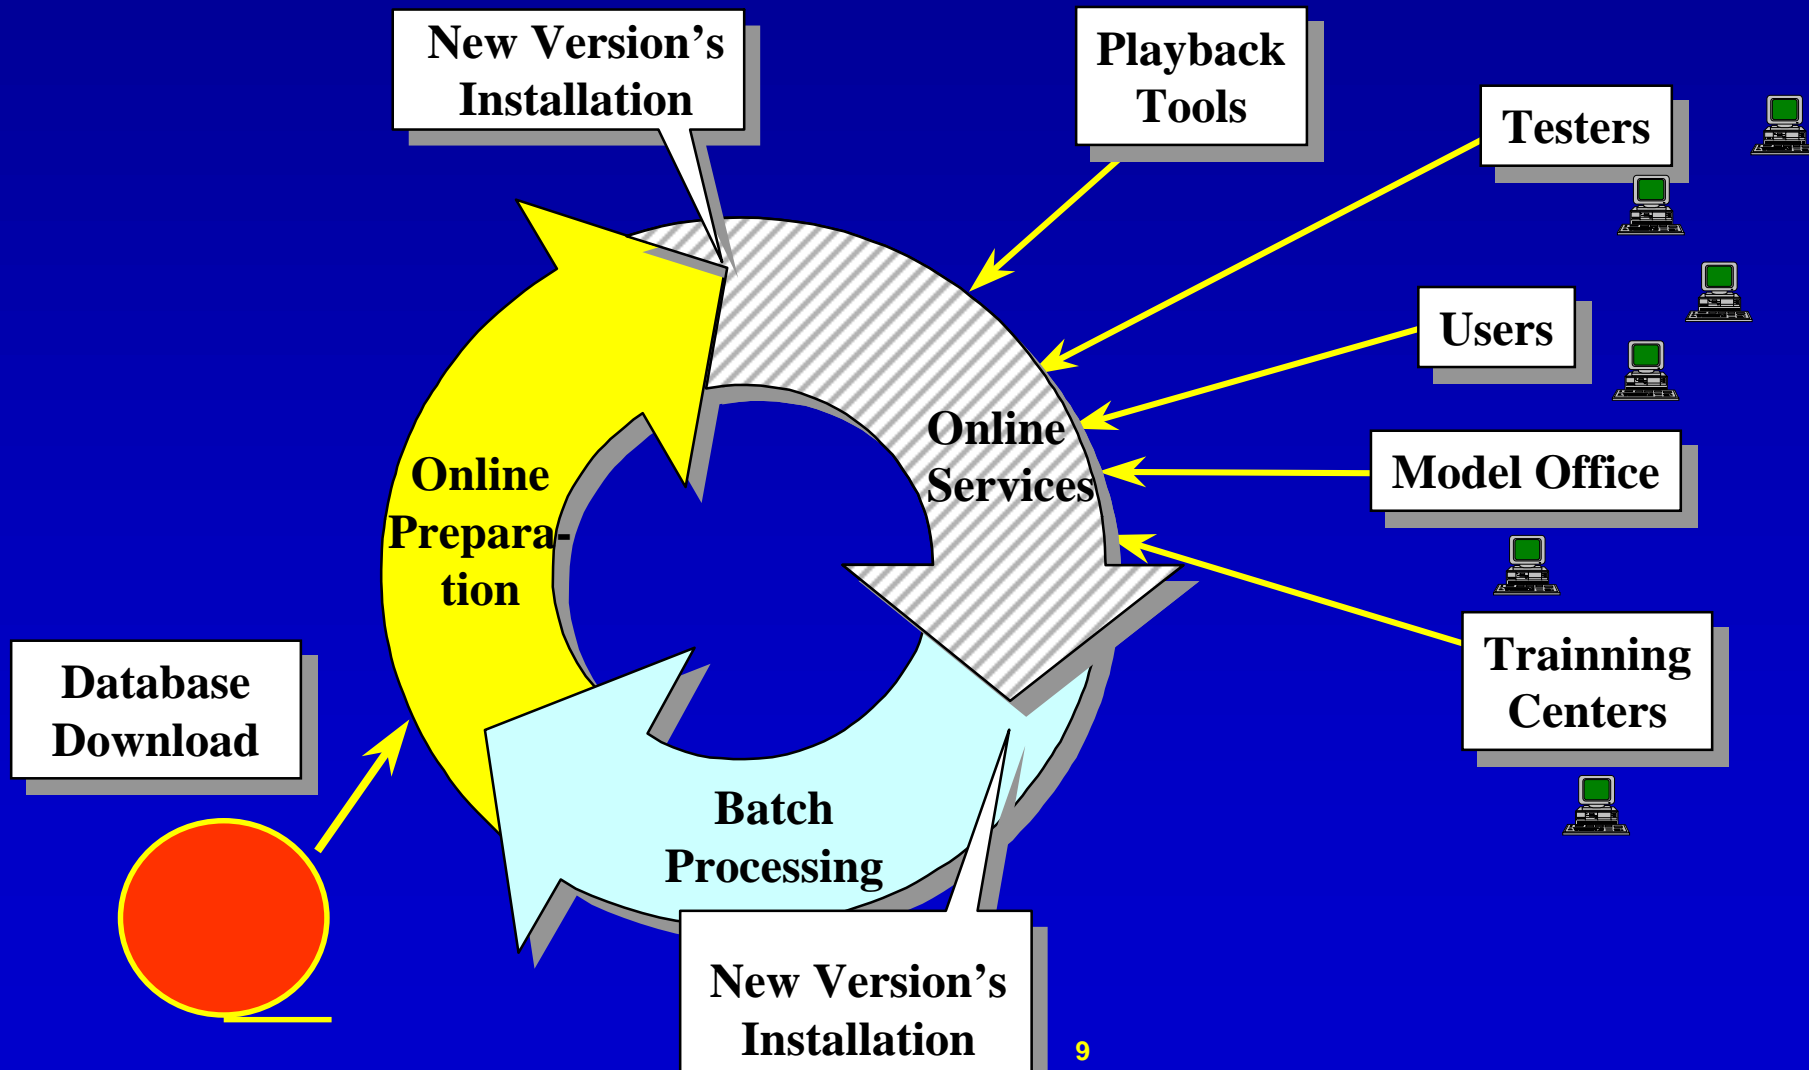 New Version’s
Installation
Playback
Tools
Testers
Users
Online
Services
Model Office
Online
Prepara-
tion
Trainning
Centers
Database
Download
Batch
Processing
New Version’s
Installation
9